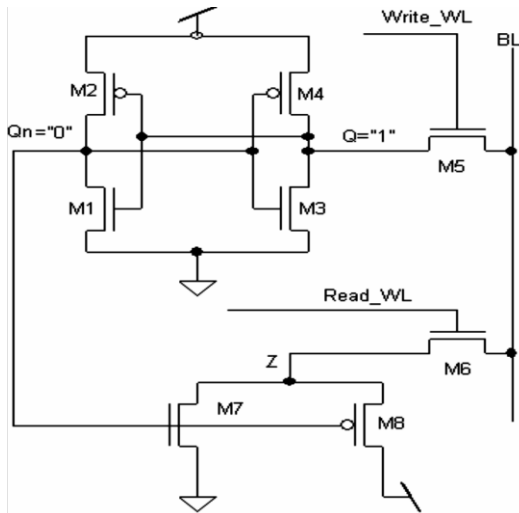 Write_WL
BL
M2
M4
Qn="0"
Q="1"
M5
M1
M3
Read_WL
Z
M6
M7
M8